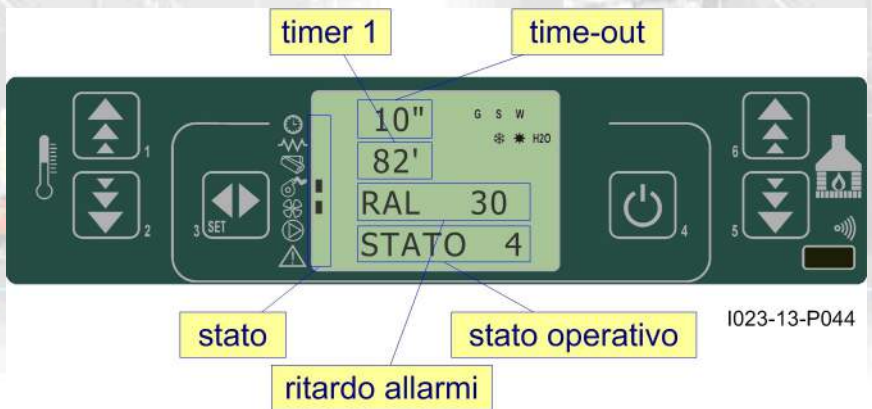 timer 1
time-out
10"
G S W
H2O
82'
RAL 30
STATO 4
1
2
3
SET
4
5
6
stato
stato operativo
ritardo allarmi
I023-13-P044